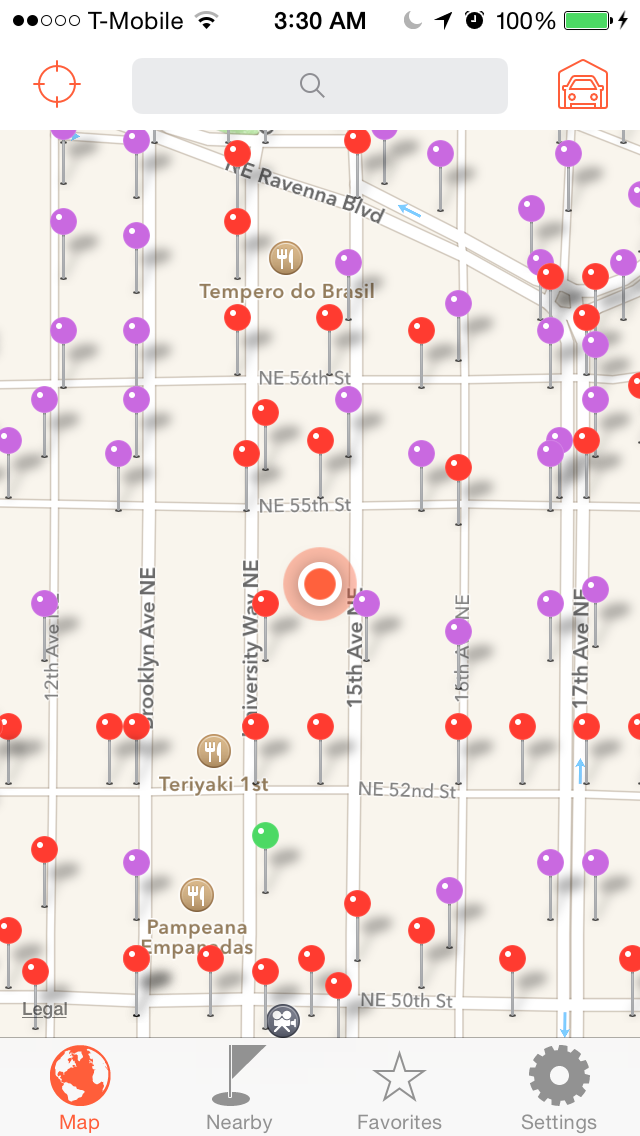 T-Mobile 3:30 AM 100%
NE Ravenna Blvd
Tempero do Brasil
NE 56th St
NE 55th St
12th Ave NE
Brooklyn Ave NE
University Way NE
15th Ave NE
16th Ave NE
17th Ave NE
Teriyaki 1st
NE 52nd St
Pampeana
Empanadas
NE 50th St
Legal
Map
Nearby
Favorites
Settings